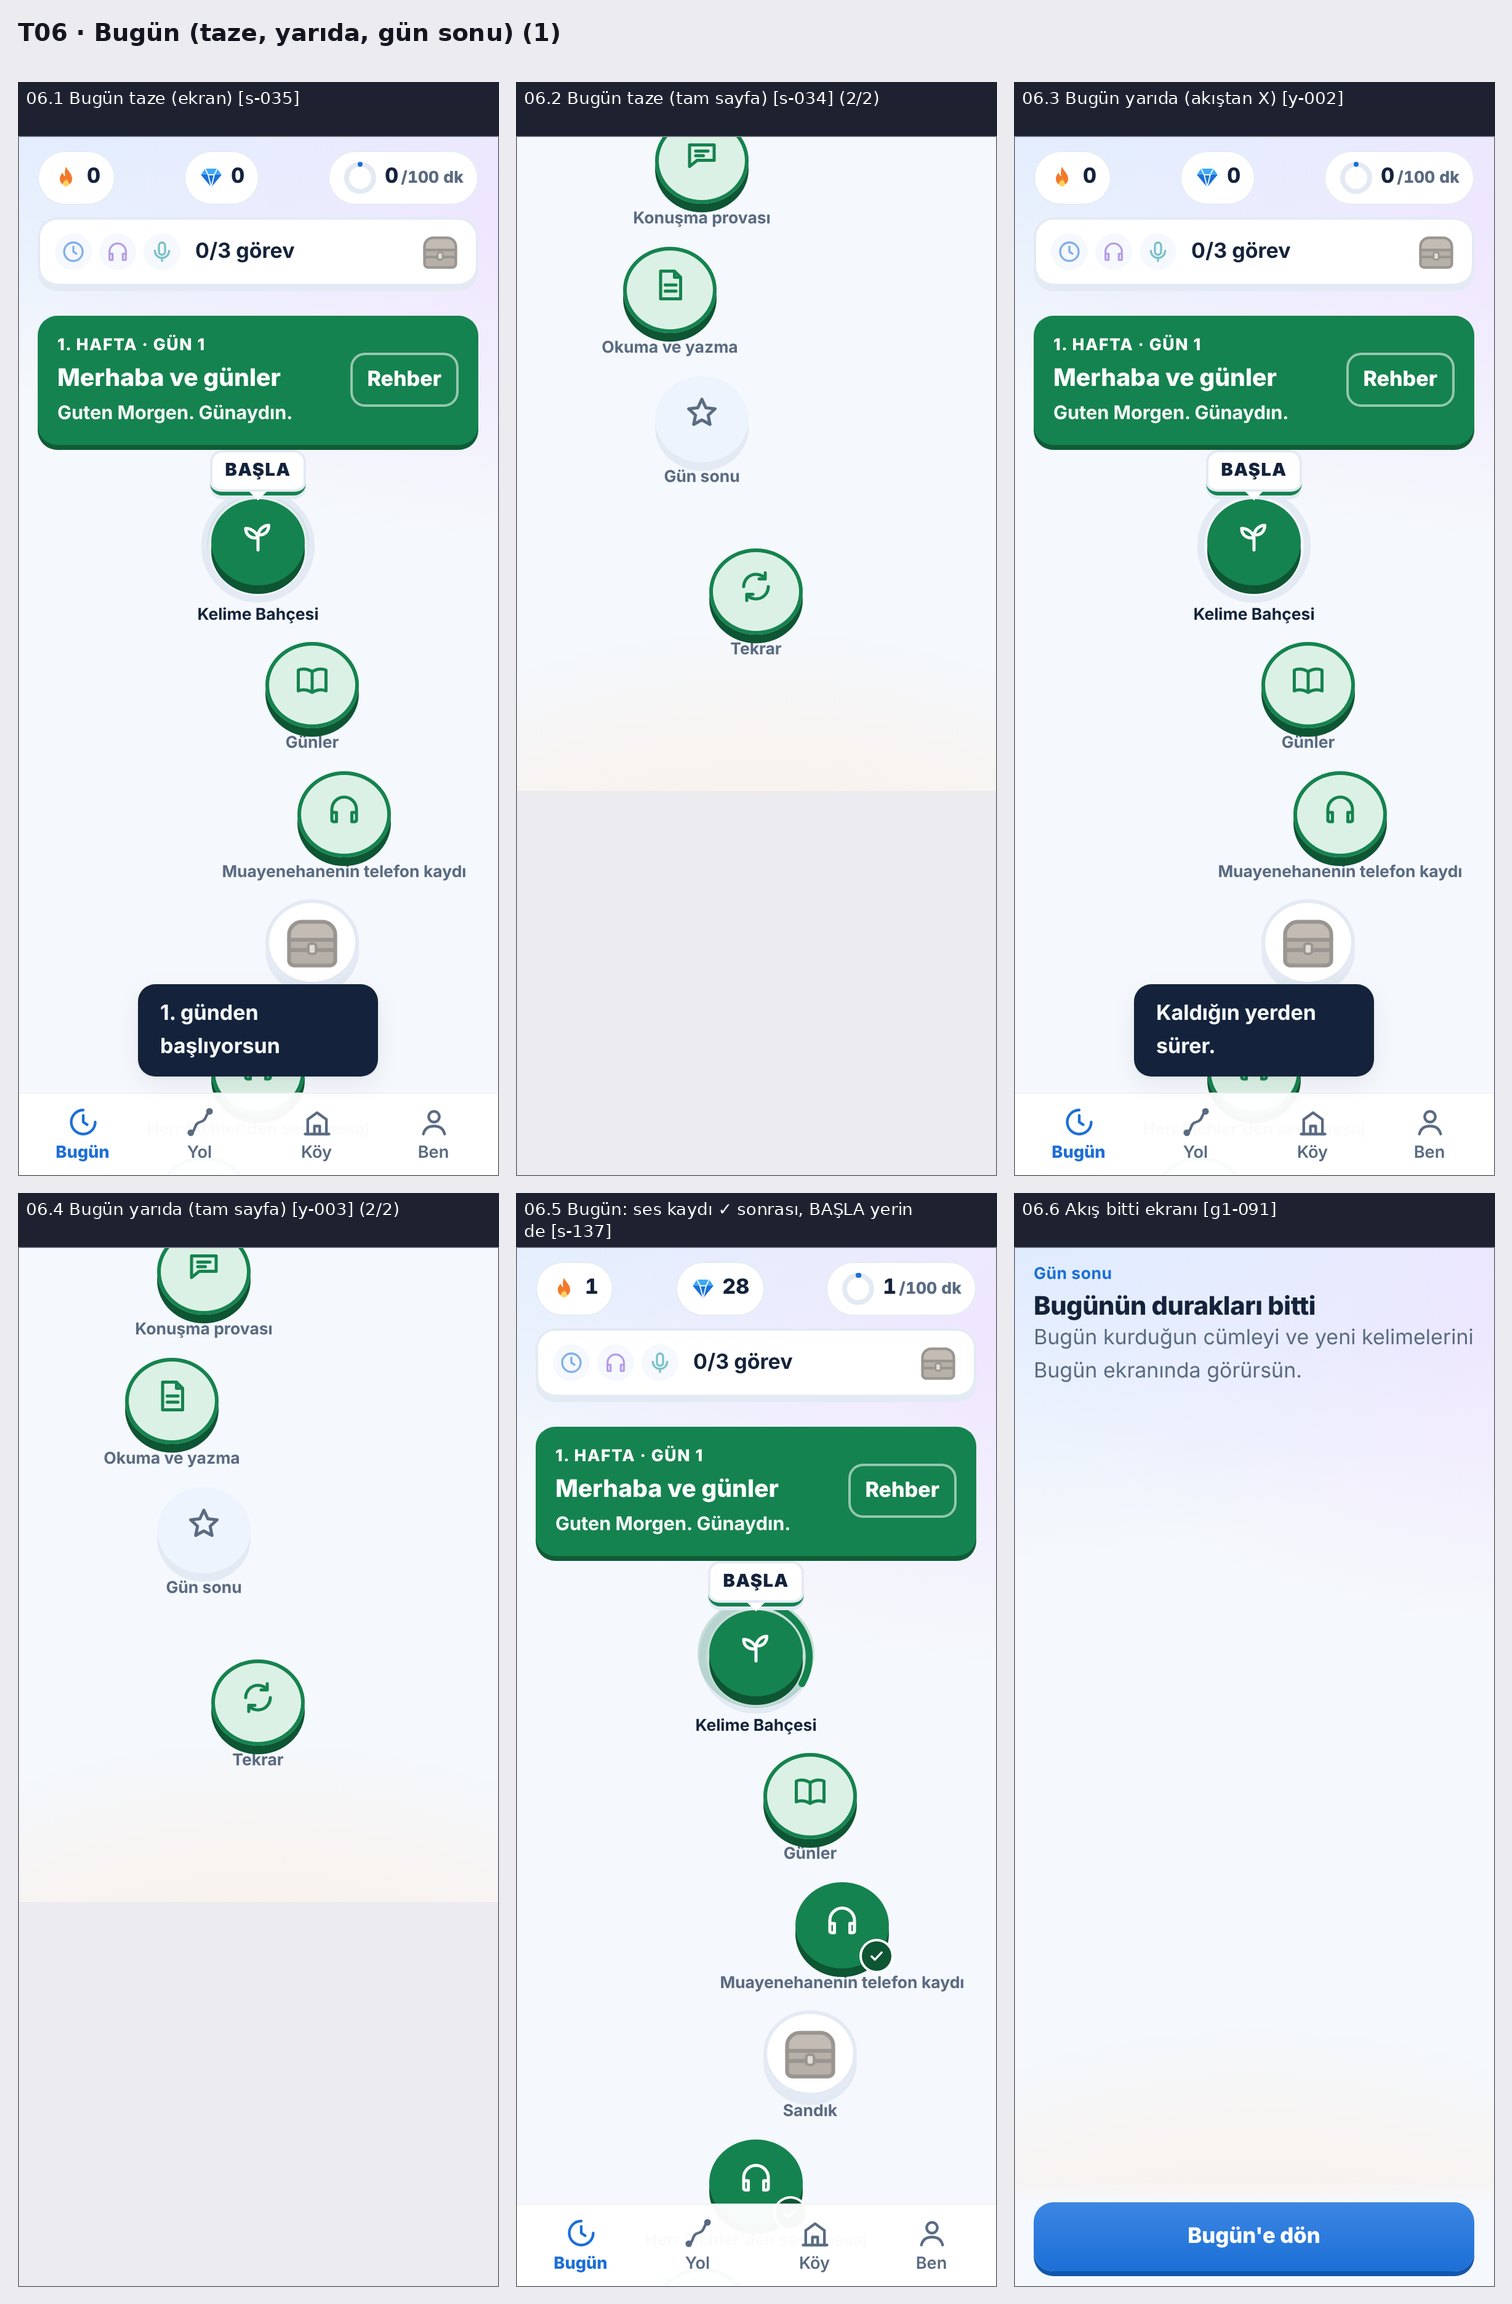 T06 · Bugün (taze, yarıda, gün sonu) (1)
06.1 Bugün taze (ekran) [s-035]
0
0
0/100 dk
0/3 görev
1. HAFTA · GÜN 1
Merhaba ve günler
Guten Morgen. Günaydın.
Rehber
BAŞLA
Kelime Bahçesi
Günler
Muayenehanenin telefon kaydı
1. günden
başlıyorsun
Bugün
Yol
Köy
Ben
06.2 Bugün taze (tam sayfa) [s-034] (2/2)
Konuşma provası
Okuma ve yazma
Gün sonu
Tekrar
06.3 Bugün yarıda (akıştan X) [y-002]
0
0
0/100 dk
0/3 görev
1. HAFTA · GÜN 1
Merhaba ve günler
Guten Morgen. Günaydın.
Rehber
BAŞLA
Kelime Bahçesi
Günler
Muayenehanenin telefon kaydı
Kaldığın yerden
sürer.
Bugün
Yol
Köy
Ben
06.4 Bugün yarıda (tam sayfa) [y-003] (2/2)
Konuşma provası
Okuma ve yazma
Gün sonu
Tekrar
06.5 Bugün: ses kaydı ✓ sonrası, BAŞLA yerin
de [s-137]
1
28
1/100 dk
0/3 görev
1. HAFTA · GÜN 1
Merhaba ve günler
Guten Morgen. Günaydın.
Rehber
BAŞLA
Kelime Bahçesi
Günler
Muayenehanenin telefon kaydı
Sandık
Bugün
Yol
Köy
Ben
06.6 Akış bitti ekranı [g1-091]
Gün sonu
Bugünün durakları bitti
Bugün kurduğun cümleyi ve yeni kelimelerini
Bugün ekranında görürsün.
Bugün'e dön